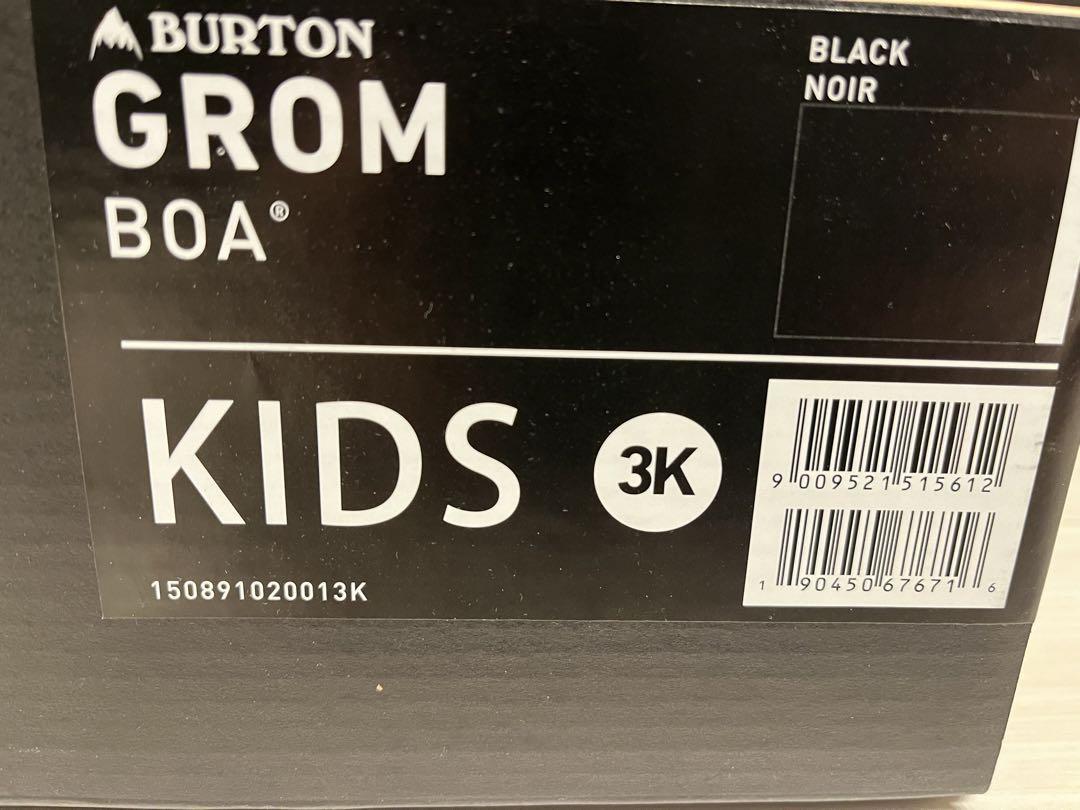 BURTON
GROM
BOA®
BLACK
NOIR
KIDS
3K
150891020013K
9 009521 515612
1 90450 67671 6